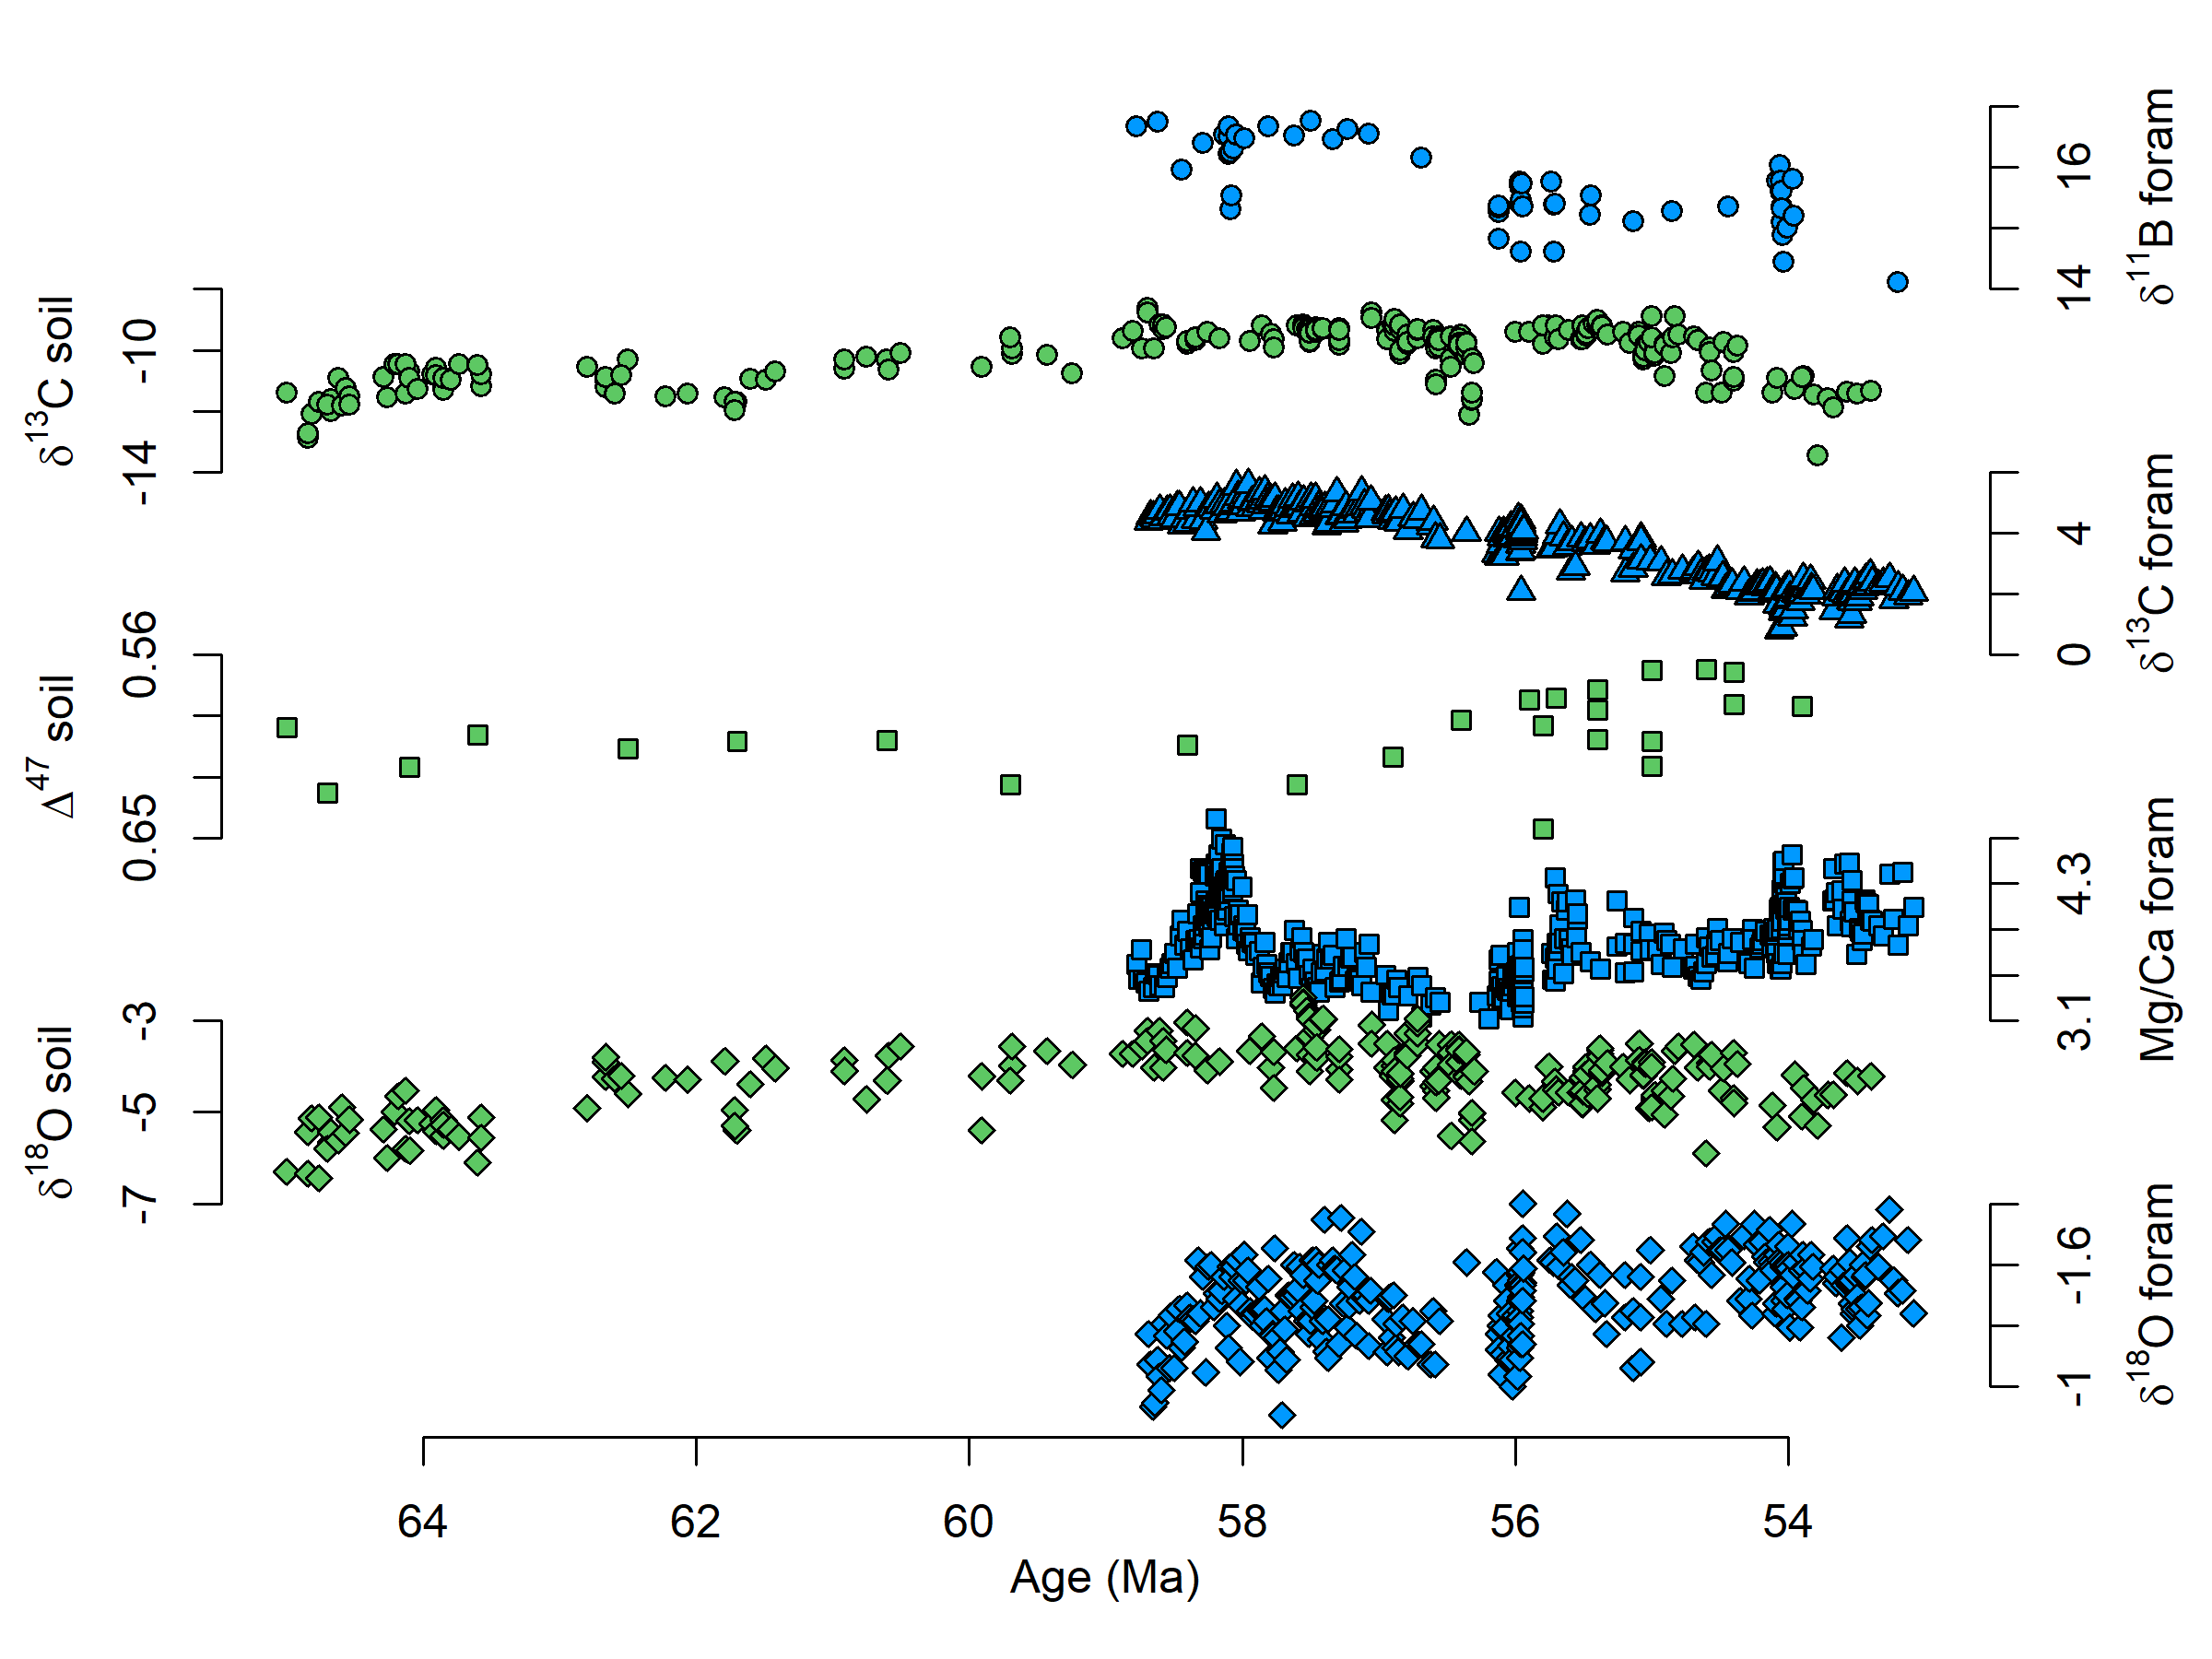 δ¹¹B foram
16
14
δ¹³C soil
-10
-14
δ¹³C foram
4
0
Δ⁴⁷ soil
0.56
0.65
Mg/Ca foram
4.3
3.1
δ¹⁸O soil
-3
-5
-7
δ¹⁸O foram
-1.6
-1
64 62 60 58 56 54
Age (Ma)